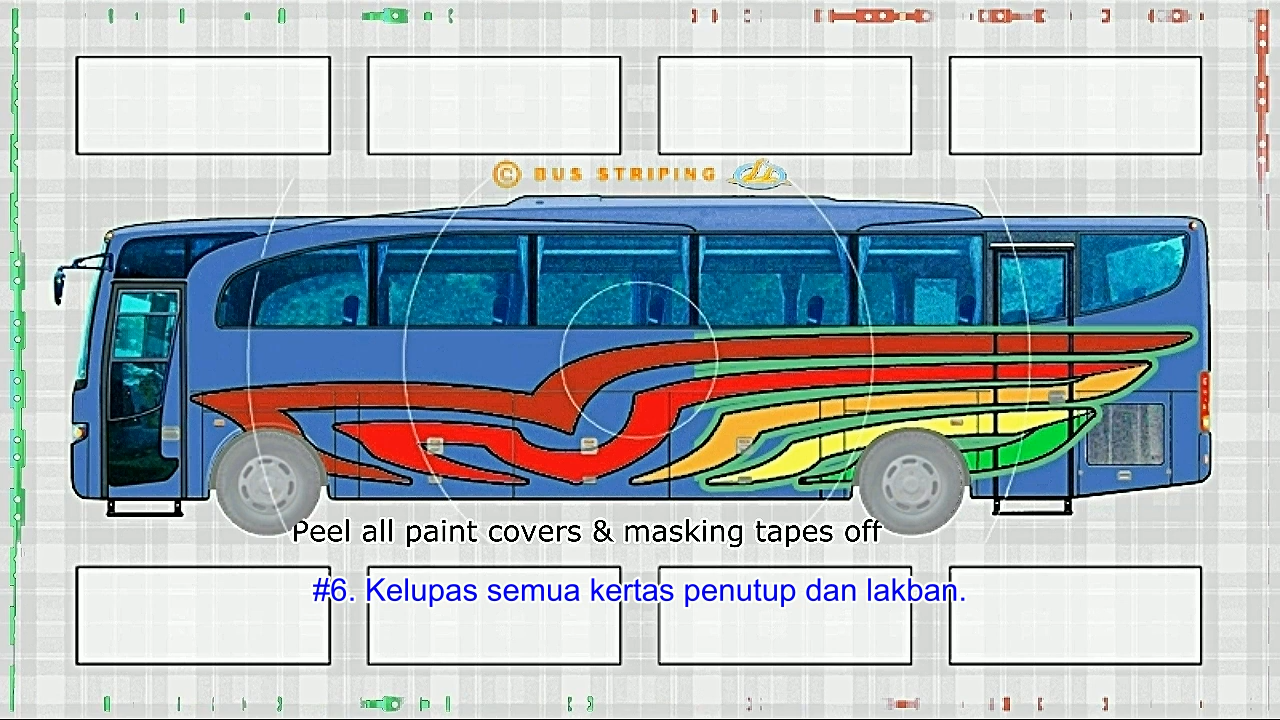 © BUS STRIPING
Peel all paint covers & masking tapes off
#6. Kelupas semua kertas penutup dan lakban.